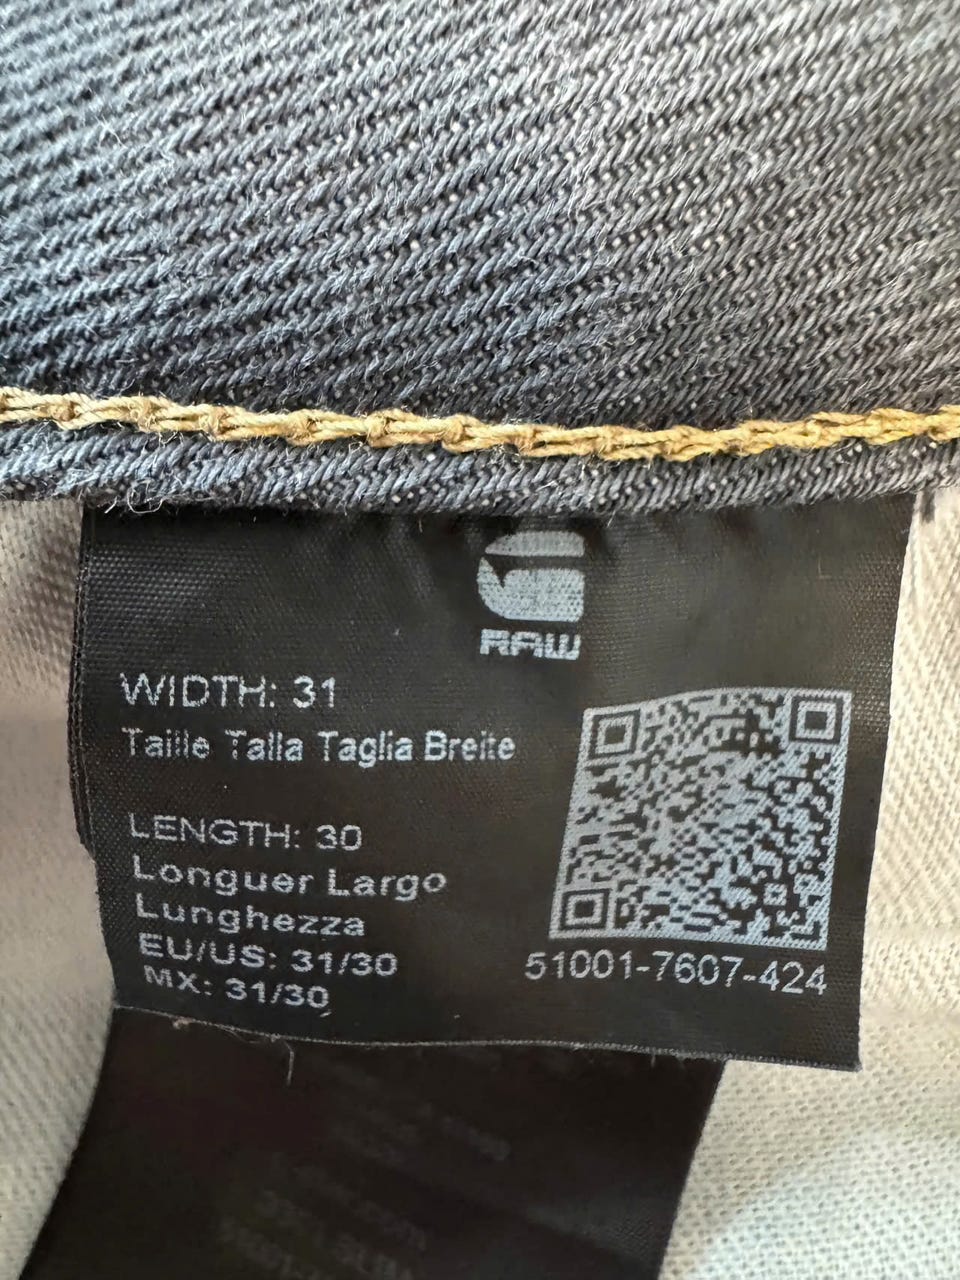 RAW
WIDTH: 31
Taille Talla Taglia Breite
LENGTH: 30
Longuer Largo
Lunghezza
EU/US: 31/30
MX: 31/30
51001-7607-424